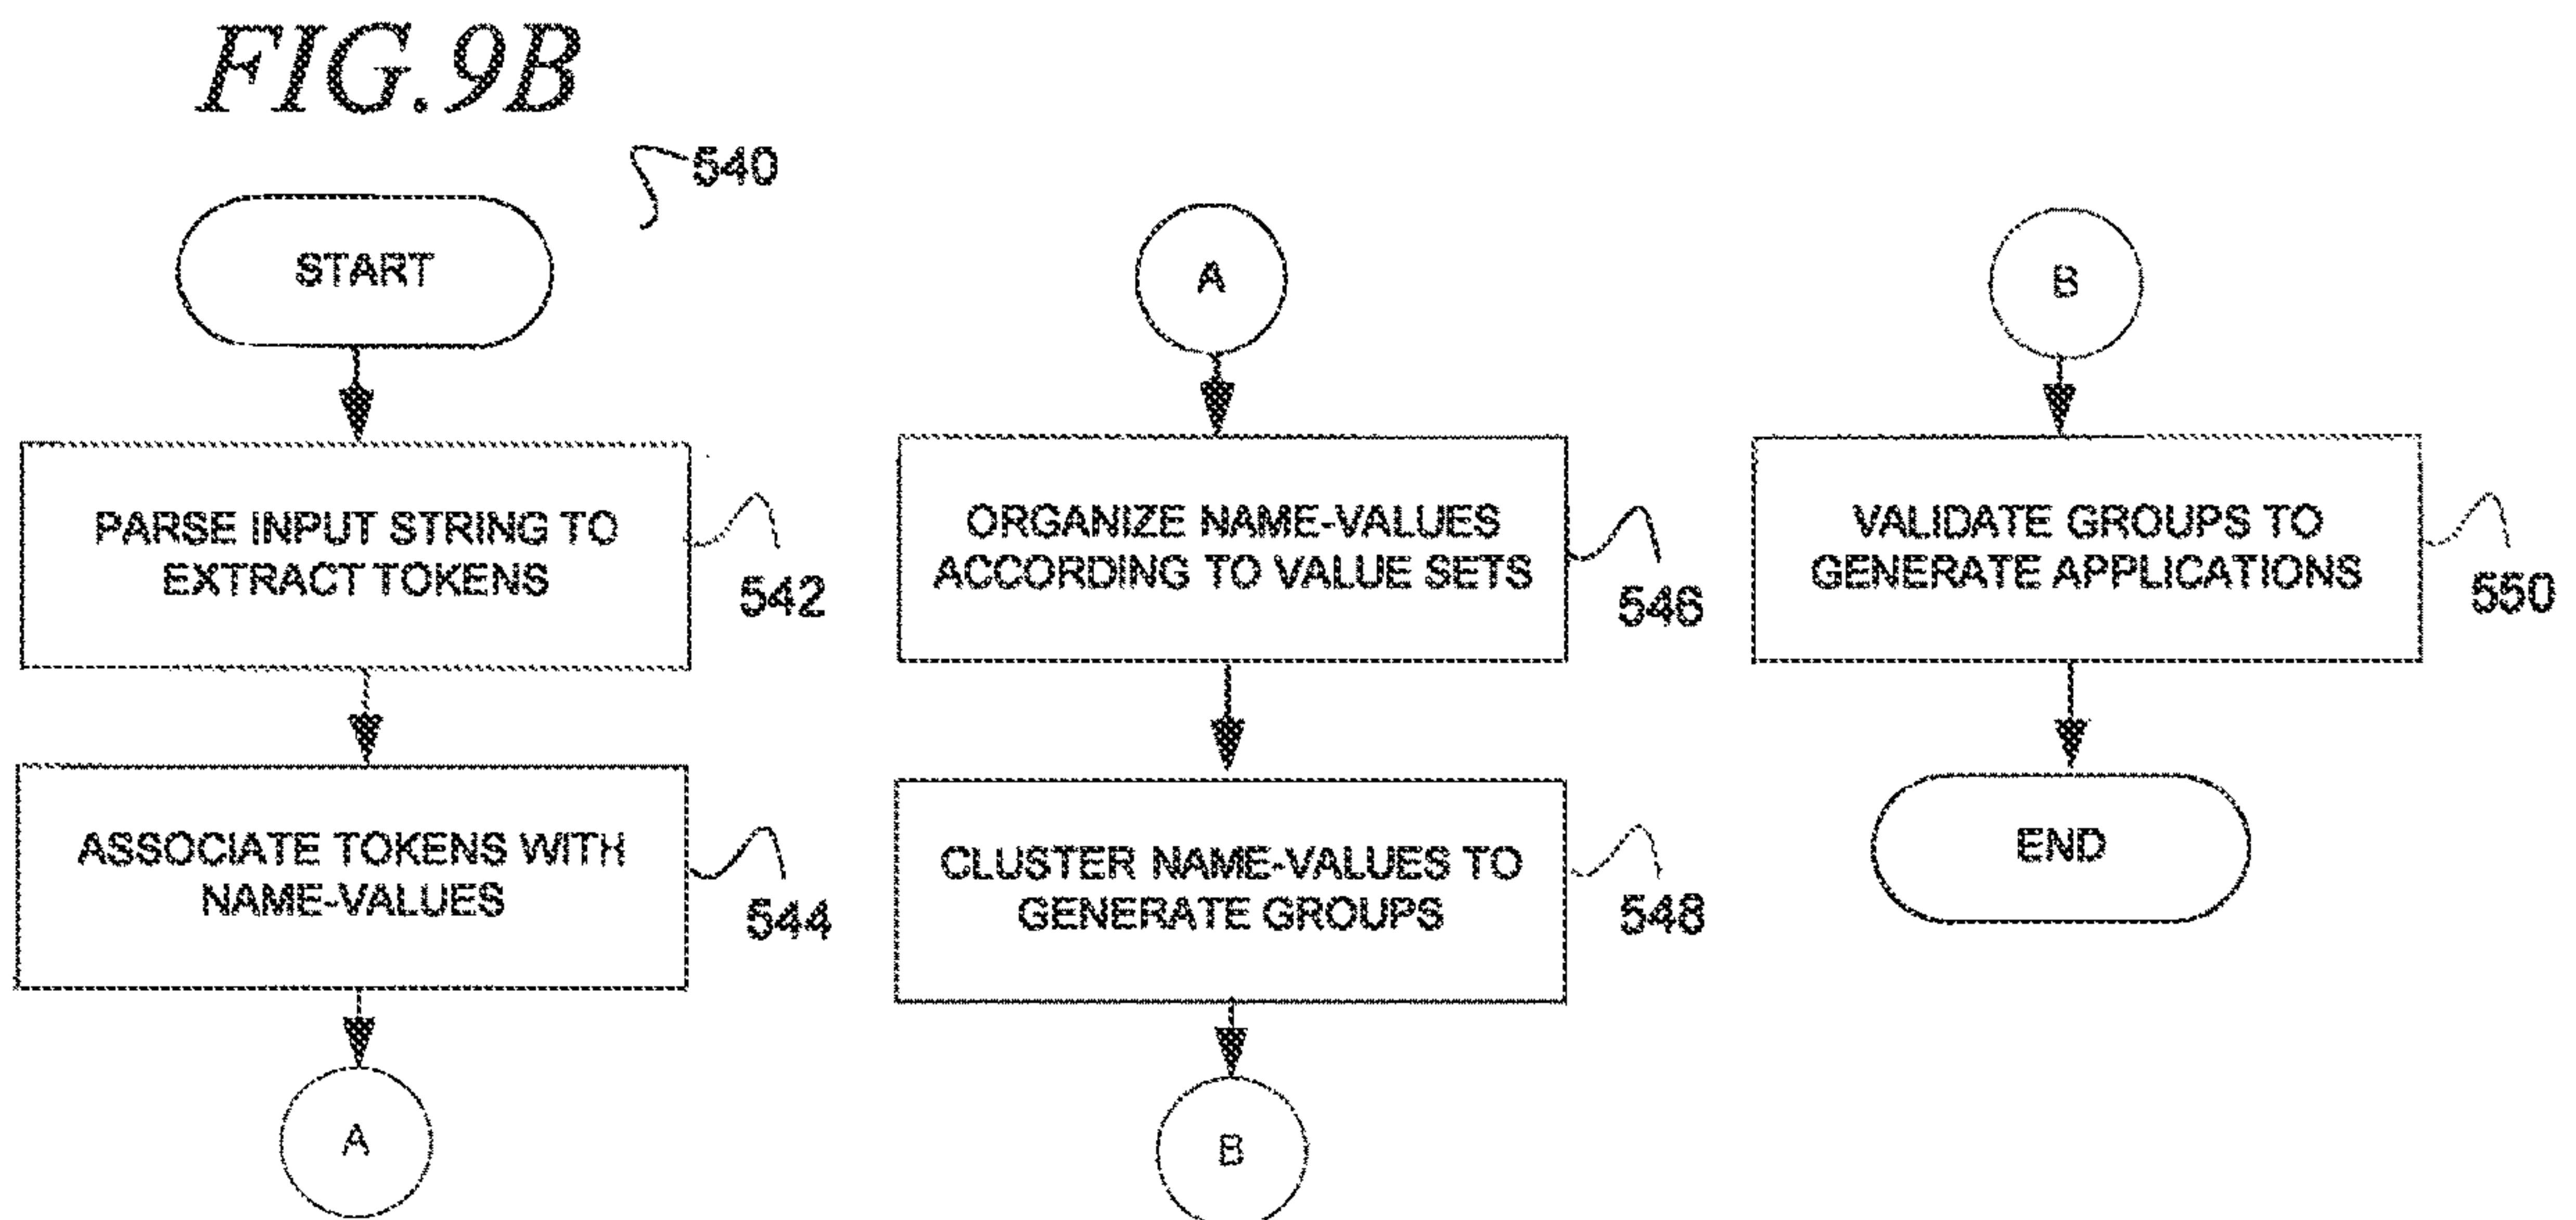 FIG.9B
540
START
PARSE INPUT STRING TO
EXTRACT TOKENS
542
ASSOCIATE TOKENS WITH
NAME-VALUES
544
A
A
ORGANIZE NAME-VALUES
ACCORDING TO VALUE SETS
546
CLUSTER NAME-VALUES TO
GENERATE GROUPS
548
B
B
VALIDATE GROUPS TO
GENERATE APPLICATIONS
550
END